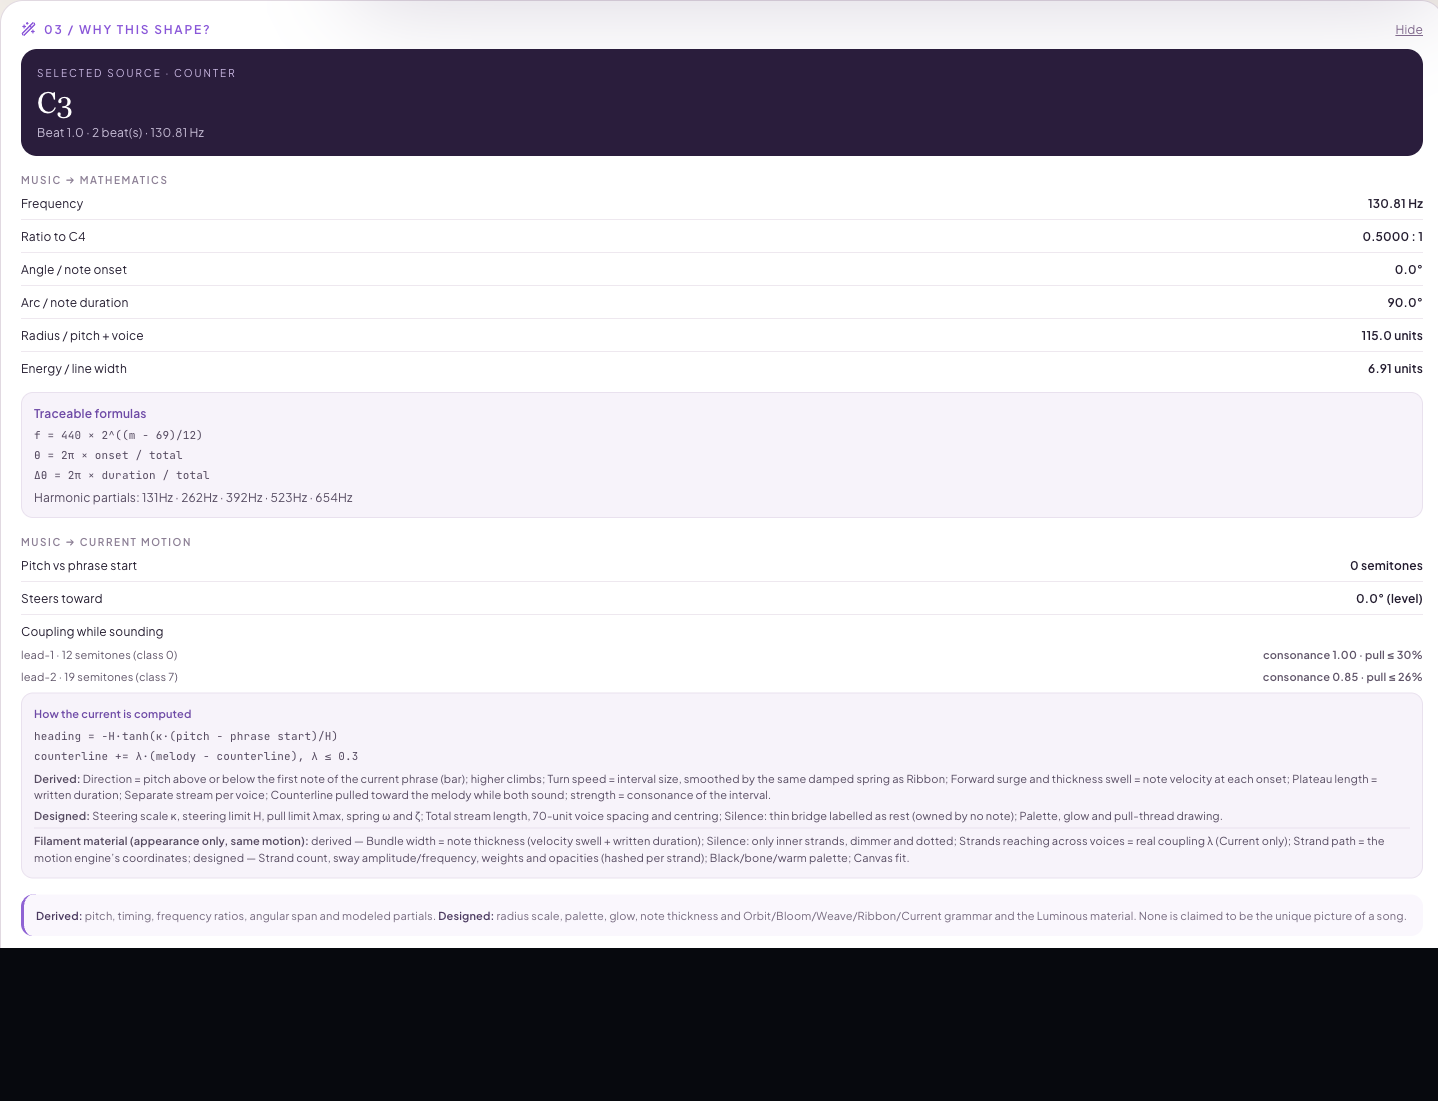 03 / WHY THIS SHAPE?
Hide
SELECTED SOURCE · COUNTER
C3
Beat 1.0 · 2 beat(s) · 130.81 Hz
MUSIC → MATHEMATICS
Frequency 130.81 Hz
Ratio to C4 0.5000 : 1
Angle / note onset 0.0°
Arc / note duration 90.0°
Radius / pitch + voice 115.0 units
Energy / line width 6.91 units
Traceable formulas
f = 440 × 2^((m - 69)/12)
θ = 2π × onset / total
Δθ = 2π × duration / total
Harmonic partials: 131Hz · 262Hz · 392Hz · 523Hz · 654Hz
MUSIC → CURRENT MOTION
Pitch vs phrase start 0 semitones
Steers toward 0.0° (level)
Coupling while sounding
lead-1 · 12 semitones (class 0) consonance 1.00 · pull ≤ 30%
lead-2 · 19 semitones (class 7) consonance 0.85 · pull ≤ 26%
How the current is computed
heading = -H·tanh(κ·(pitch - phrase start)/H)
counterline += λ·(melody - counterline), λ ≤ 0.3
Derived: Direction = pitch above or below the first note of the current phrase (bar); higher climbs; Turn speed = interval size, smoothed by the same damped spring as Ribbon; Forward surge and thickness swell = note velocity at each onset; Plateau length =
written duration; Separate stream per voice; Counterline pulled toward the melody while both sound; strength = consonance of the interval.
Designed: Steering scale κ, steering limit H, pull limit λmax, spring ω and ζ; Total stream length, 70-unit voice spacing and centring; Silence: thin bridge labelled as rest (owned by no note); Palette, glow and pull-thread drawing.
Filament material (appearance only, same motion): derived — Bundle width = note thickness (velocity swell + written duration); Silence: only inner strands, dimmer and dotted; Strands reaching across voices = real coupling λ (Current only); Strand path = the
motion engine's coordinates; designed — Strand count, sway amplitude/frequency, weights and opacities (hashed per strand); Black/bone/warm palette; Canvas fit.
Derived: pitch, timing, frequency ratios, angular span and modeled partials. Designed: radius scale, palette, glow, note thickness and Orbit/Bloom/Weave/Ribbon/Current grammar and the Luminous material. None is claimed to be the unique picture of a song.